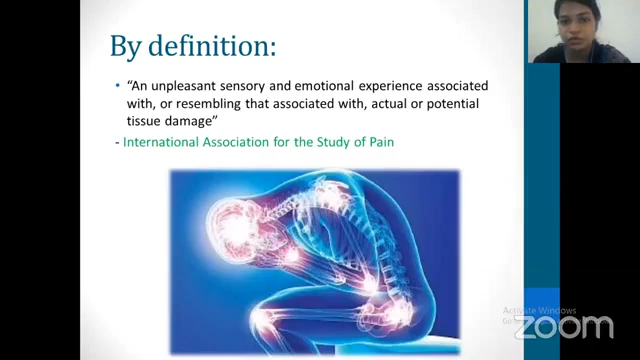 By definition:
• “An unpleasant sensory and emotional experience associated
with, or resembling that associated with, actual or potential
tissue damage”
- International Association for the Study of Pain
Activate Windows
Go
zoom